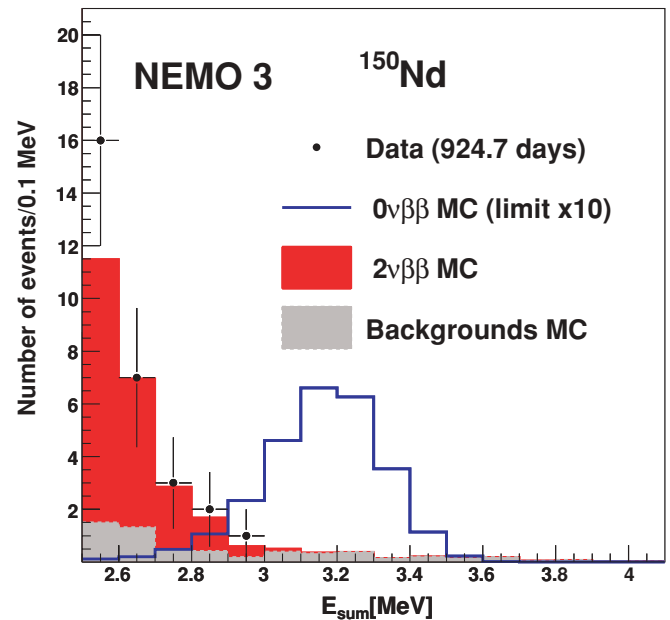 NEMO 3
¹⁵⁰Nd
Data (924.7 days)
0νββ MC (limit x10)
2νββ MC
Backgrounds MC
Number of events/0.1 MeV
20
18
16
14
12
10
8
6
4
2
2.6 2.8 3 3.2 3.4 3.6 3.8 4
E_sum[MeV]